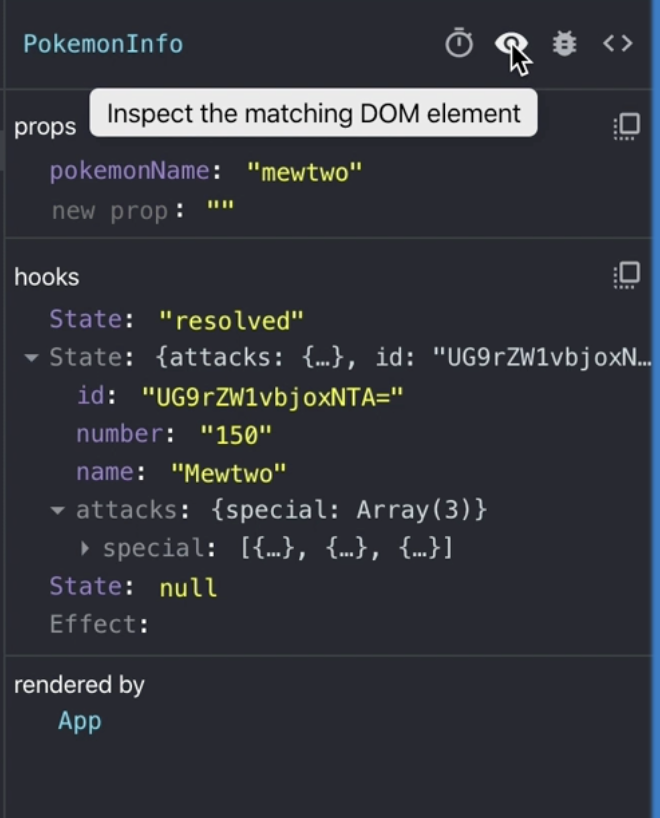 PokemonInfo
Inspect the matching DOM element
props
pokemonName: "mewtwo"
new prop: ""
hooks
State: "resolved"
State: {attacks: {…}, id: "UG9rZW1vbjoxN…
id: "UG9rZW1vbjoxNTA="
number: "150"
name: "Mewtwo"
attacks: {special: Array(3)}
special: [{…}, {…}, {…}]
State: null
Effect:
rendered by
App